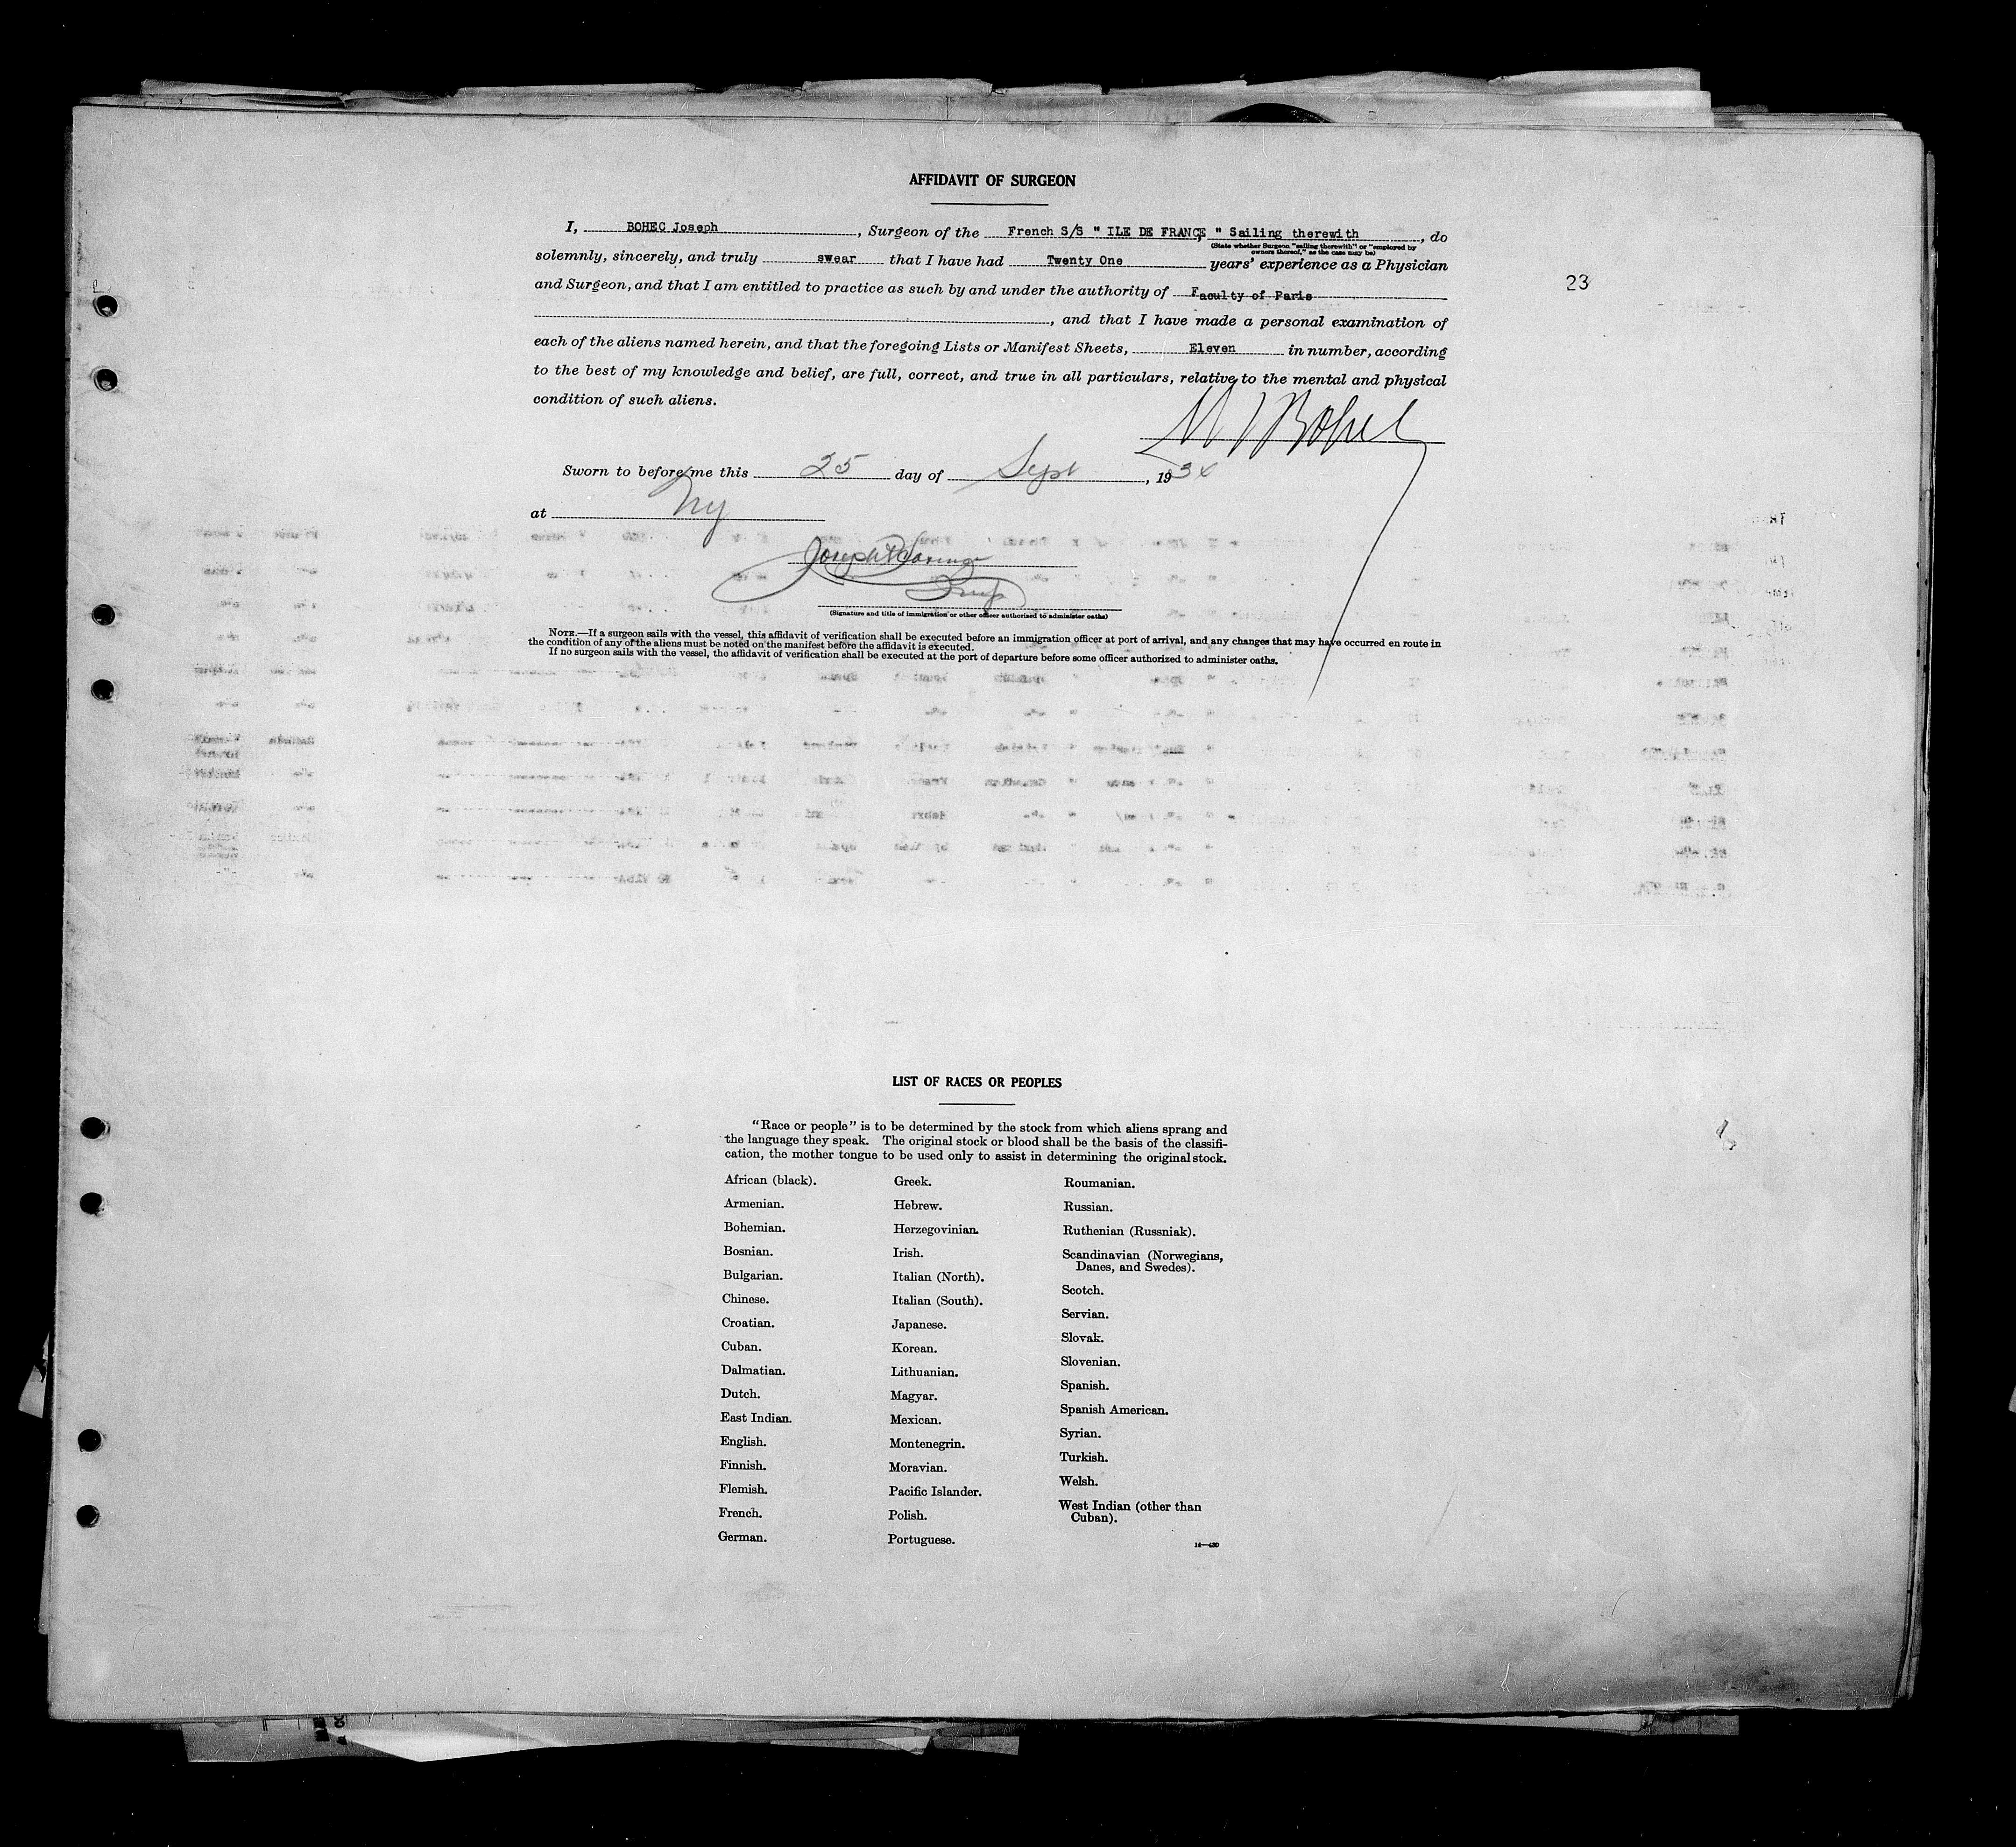 AFFIDAVIT OF SURGEON
I, BOHEC Joseph, Surgeon of the French S/S " ILE DE FRANCE, " Sailing therewith, do
(State whether Surgeon "sailing therewith" or "employed by owners thereof," as the case may be)
solemnly, sincerely, and truly swear that I have had Twenty One years' experience as a Physician
23
and Surgeon, and that I am entitled to practice as such by and under the authority of Faculty of Paris
, and that I have made a personal examination of
each of the aliens named herein, and that the foregoing Lists or Manifest Sheets, Eleven in number, according
to the best of my knowledge and belief, are full, correct, and true in all particulars, relative to the mental and physical
condition of such aliens.
Bohec
Sworn to before me this 25 day of Sept, 1934
at NY
Joseph
Insp
(Signature and title of immigration or other officer authorized to administer oaths)
NOTE.—If a surgeon sails with the vessel, this affidavit of verification shall be executed before an immigration officer at port of arrival, and any changes that may have occurred en route in
the condition of any of the aliens must be noted on the manifest before the affidavit is executed.
If no surgeon sails with the vessel, the affidavit of verification shall be executed at the port of departure before some officer authorized to administer oaths.
LIST OF RACES OR PEOPLES
"Race or people" is to be determined by the stock from which aliens sprang and
the language they speak. The original stock or blood shall be the basis of the classifi-
cation, the mother tongue to be used only to assist in determining the original stock.
African (black).
Armenian.
Bohemian.
Bosnian.
Bulgarian.
Chinese.
Croatian.
Cuban.
Dalmatian.
Dutch.
East Indian.
English.
Finnish.
Flemish.
French.
German.
Greek.
Hebrew.
Herzegovinian.
Irish.
Italian (North).
Italian (South).
Japanese.
Korean.
Lithuanian.
Magyar.
Mexican.
Montenegrin.
Moravian.
Pacific Islander.
Polish.
Portuguese.
Roumanian.
Russian.
Ruthenian (Russniak).
Scandinavian (Norwegians,
Danes, and Swedes).
Scotch.
Servian.
Slovak.
Slovenian.
Spanish.
Spanish American.
Syrian.
Turkish.
Welsh.
West Indian (other than
Cuban).
14—430